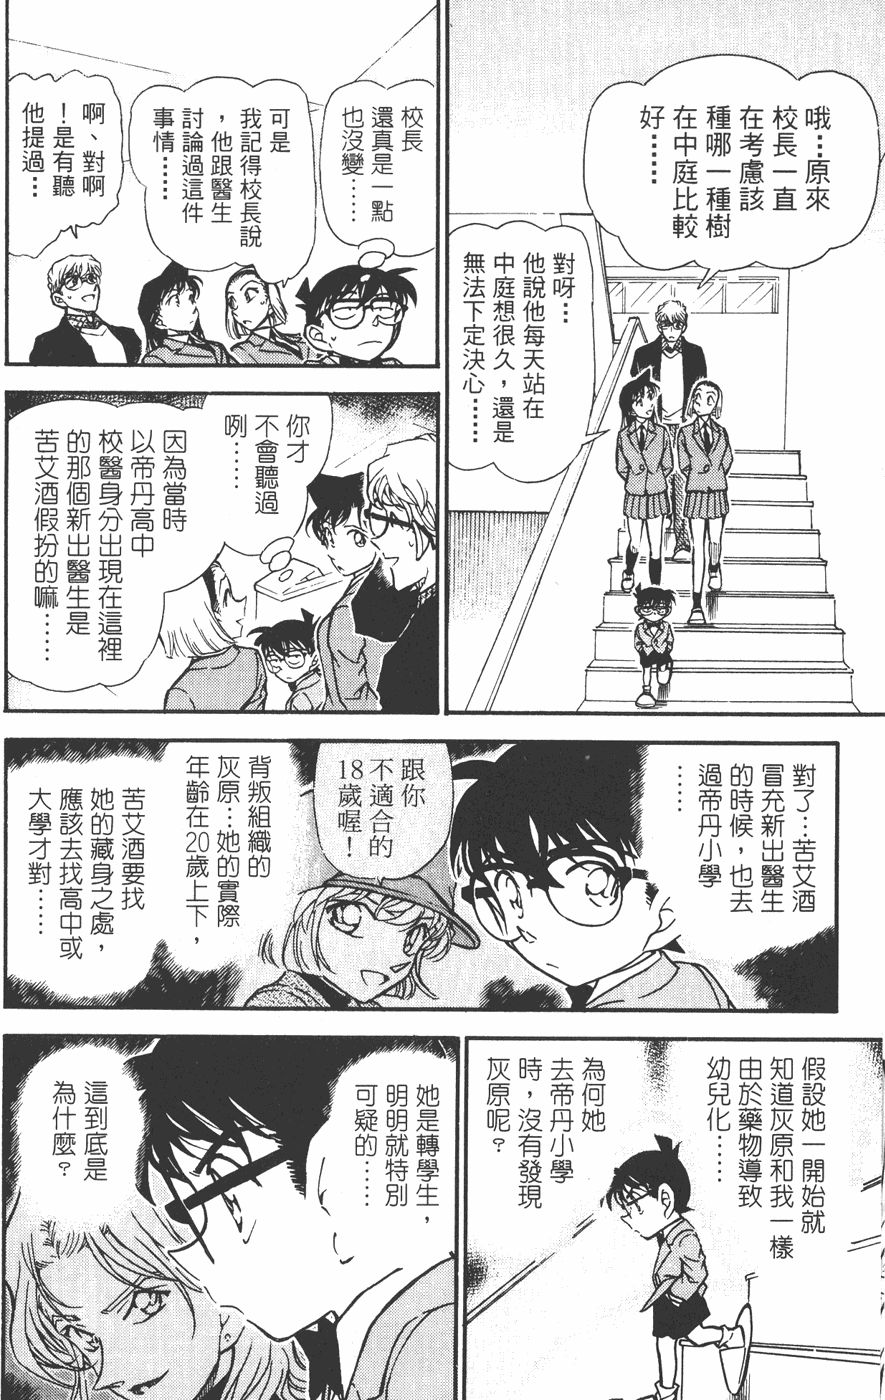 哦…原來
校長一直
在考慮該
種哪一種樹
在中庭比較
好……
對呀…
他說他每天站在
中庭想很久，還是
無法下定決心……
校長
還真是一點
也沒變……
可是
我記得校長說
，他跟醫生
討論過這件
事情……
啊、對啊
！是有聽
他提過…
你才
不會聽過
咧……
因為當時
以帝丹高中
校醫身分出現在這裡
的那個新出醫生是
苦艾酒假扮的嘛……
對了…苦艾酒
冒充新出醫生
的時候，也去
過帝丹小學
……
跟你
不適合的
18歲喔！
背叛組織的
灰原…她的實際
年齡在20歲上下，
苦艾酒要找
她的藏身之處，
應該去找高中或
大學才對……
假設她一開始就
知道灰原和我一樣
由於藥物導致
幼兒化……
為何她
去帝丹小學
時，沒有發現
灰原呢？
她是轉學生，
明明就特別
可疑的……
這到底是
為什麼？